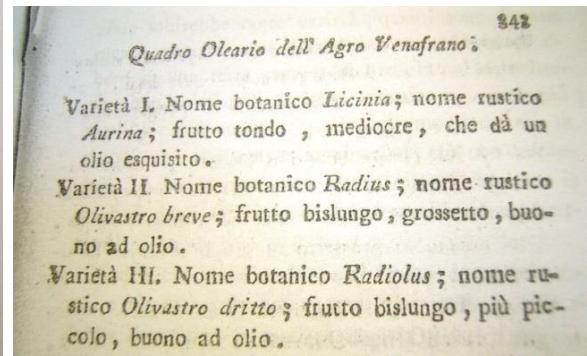 342
Quadro Oleario dell' Agro Venafrano.
Varietà I. Nome botanico Licinia; nome rustico
Aurina; frutto tondo, mediocre, che dà un
olio esquisito.
Varietà II. Nome botanico Radius; nome rustico
Olivastro breve; frutto bislungo, grossetto, buo-
no ad olio.
Varietà III. Nome botanico Radiolus; nome ru-
stico Olivastro dritto; frutto bislungo, più pic-
colo, buono ad olio.